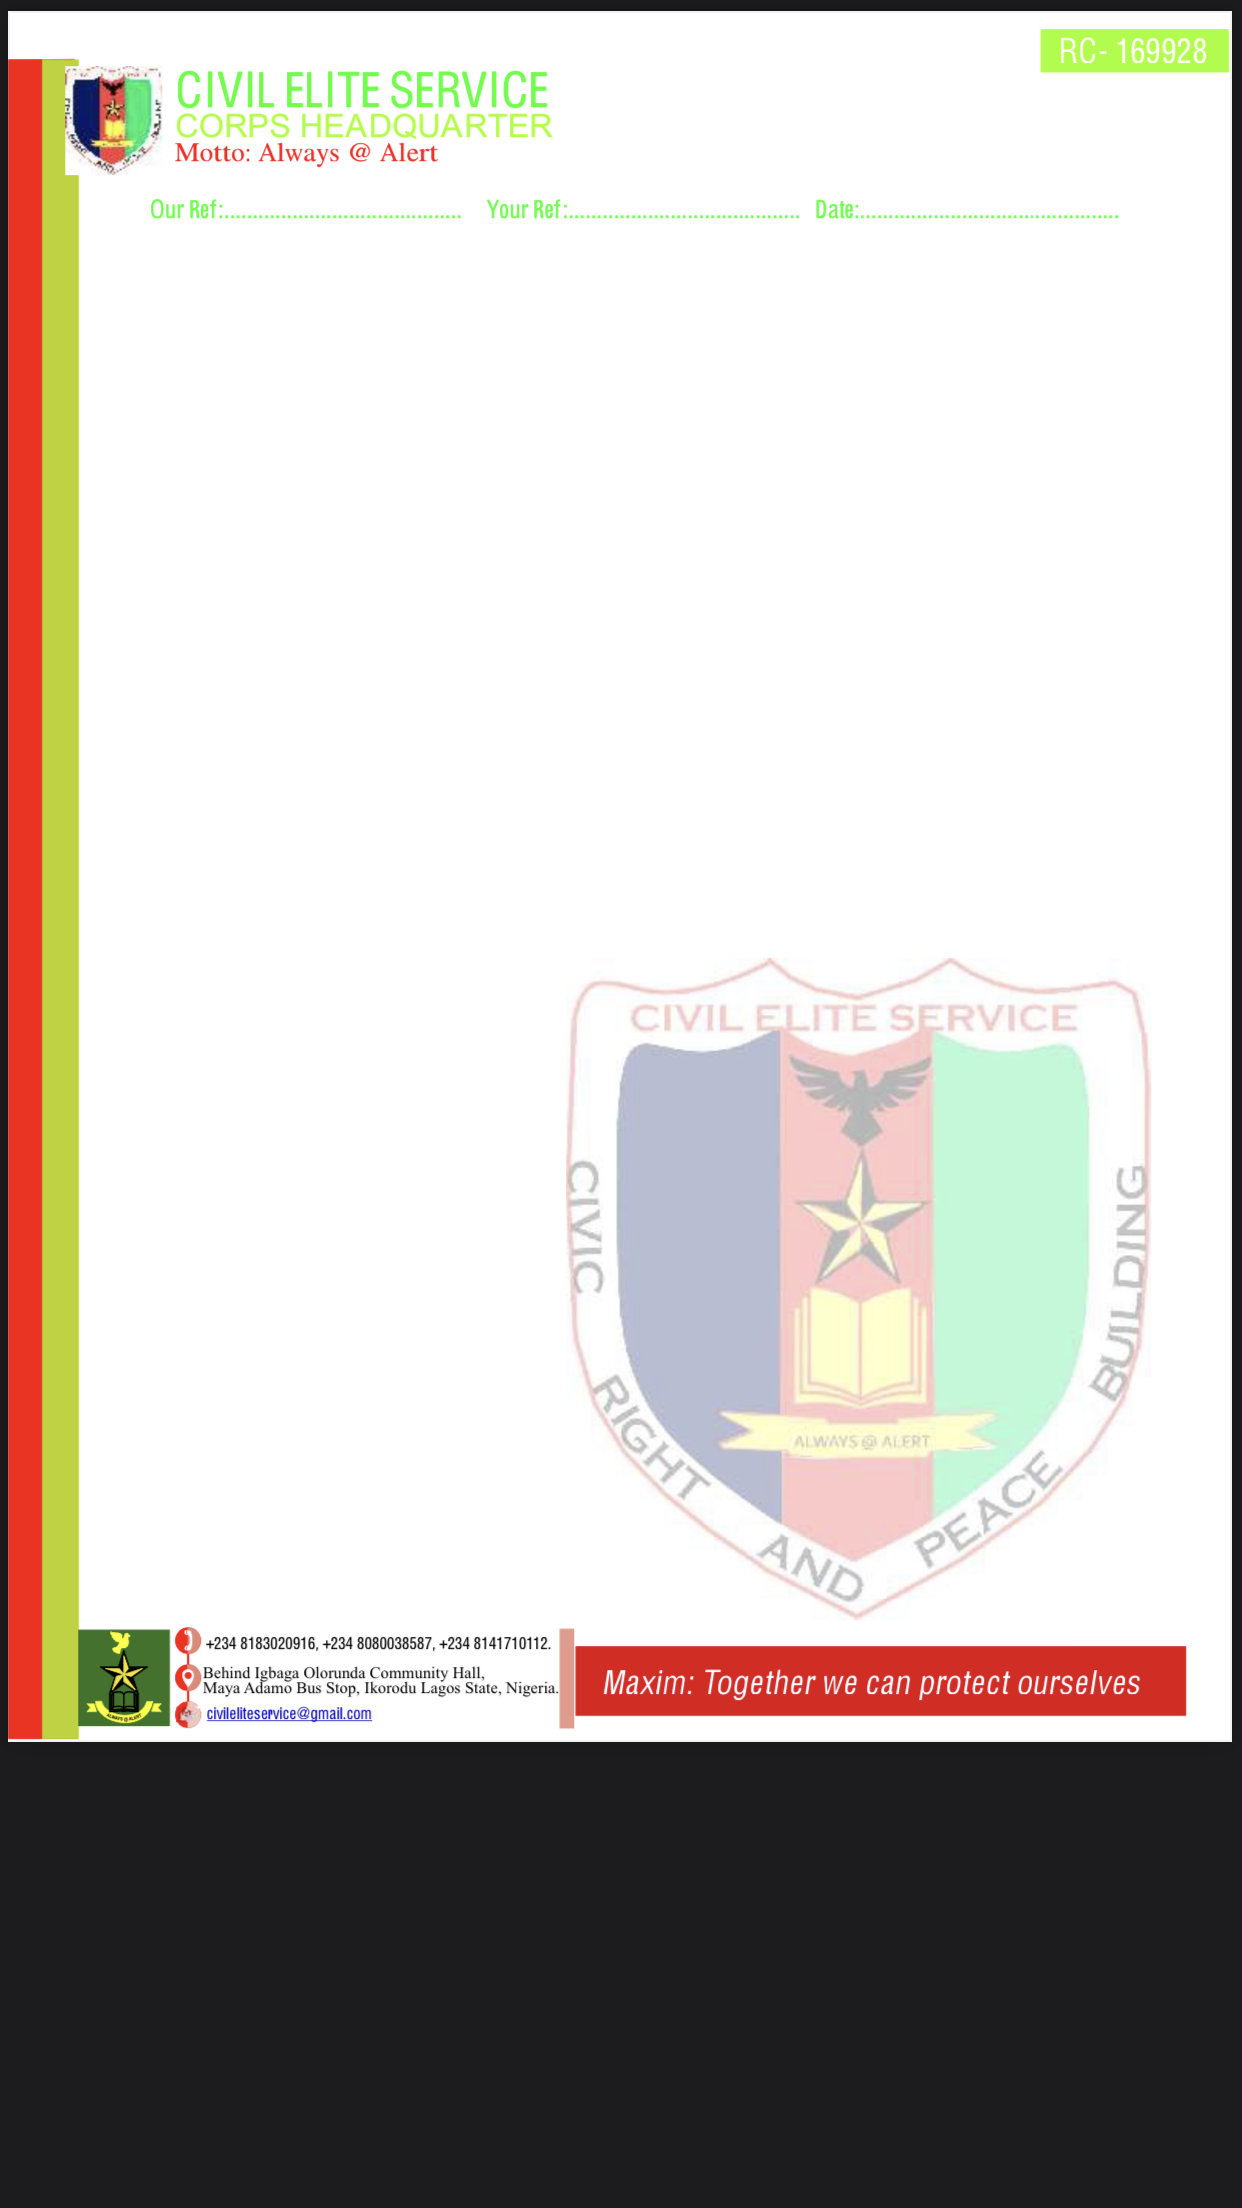 RC- 169928
CIVIL ELITE SERVICE
CORPS HEADQUARTER
Motto: Always @ Alert
Our Ref:.......................................... Your Ref:......................................... Date:..............................................
CIVIL ELITE SERVICE
CIVIC RIGHT AND PEACE BUILDING
ALWAYS @ ALERT
+234 8183020916, +234 8080038587, +234 8141710112.
Behind Igbaga Olorunda Community Hall,
Maya Adamo Bus Stop, Ikorodu Lagos State, Nigeria.
civileliteservice@gmail.com
ALWAYS @ ALERT
Maxim: Together we can protect ourselves